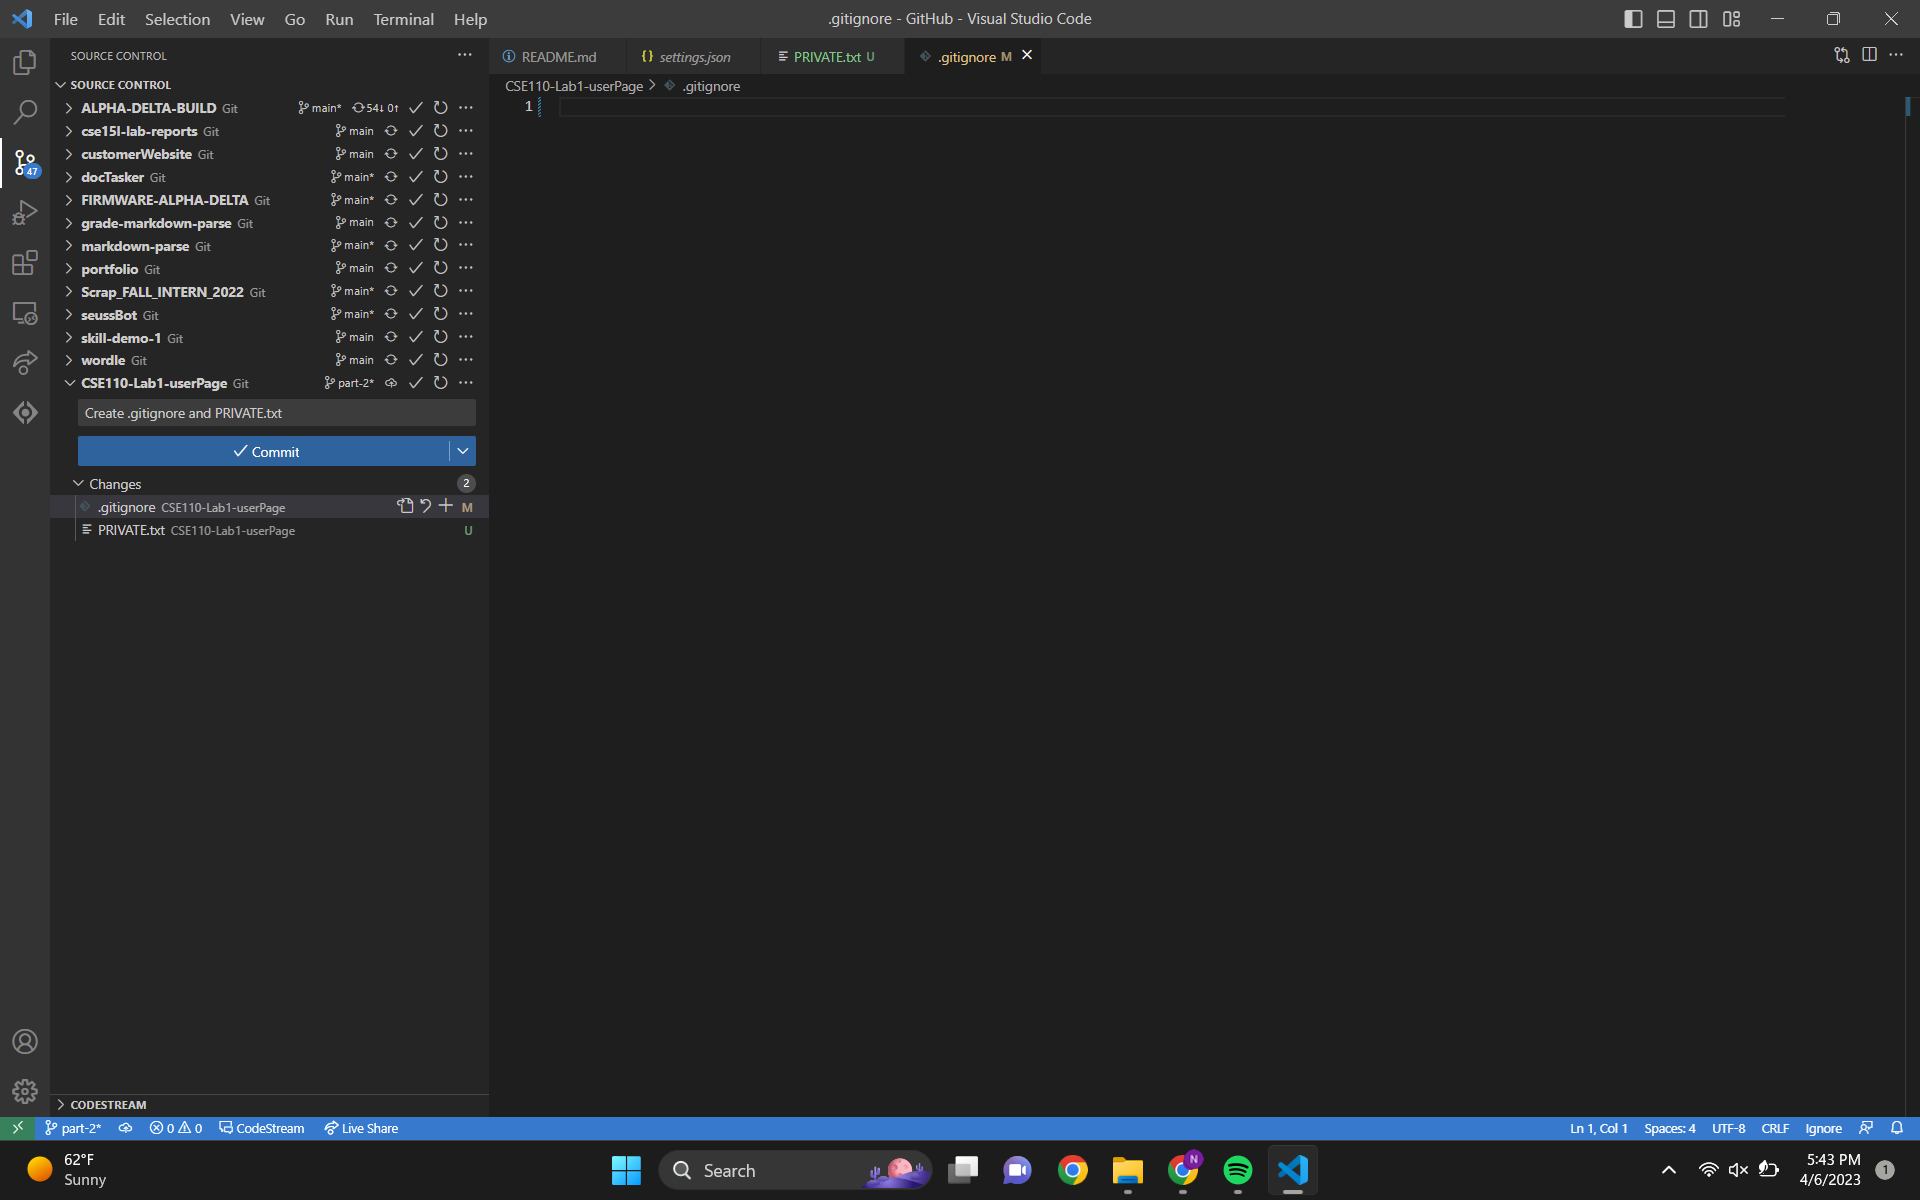 File Edit Selection View Go Run Terminal Help
.gitignore - GitHub - Visual Studio Code
SOURCE CONTROL
README.md
settings.json
PRIVATE.txt U
.gitignore M
SOURCE CONTROL
CSE110-Lab1-userPage > .gitignore
1
ALPHA-DELTA-BUILD Git main* 54↓ 0↑
cse15l-lab-reports Git main
customerWebsite Git main
docTasker Git main*
47
FIRMWARE-ALPHA-DELTA Git main*
grade-markdown-parse Git main
markdown-parse Git main*
portfolio Git main
Scrap_FALL_INTERN_2022 Git main*
seussBot Git main*
skill-demo-1 Git main
wordle Git main
CSE110-Lab1-userPage Git part-2*
Create .gitignore and PRIVATE.txt
Commit
Changes 2
.gitignore CSE110-Lab1-userPage M
PRIVATE.txt CSE110-Lab1-userPage U
CODESTREAM
part-2* 0 0 CodeStream Live Share
Ln 1, Col 1 Spaces: 4 UTF-8 CRLF Ignore
62°F
Sunny
Search
N
5:43 PM
4/6/2023
1